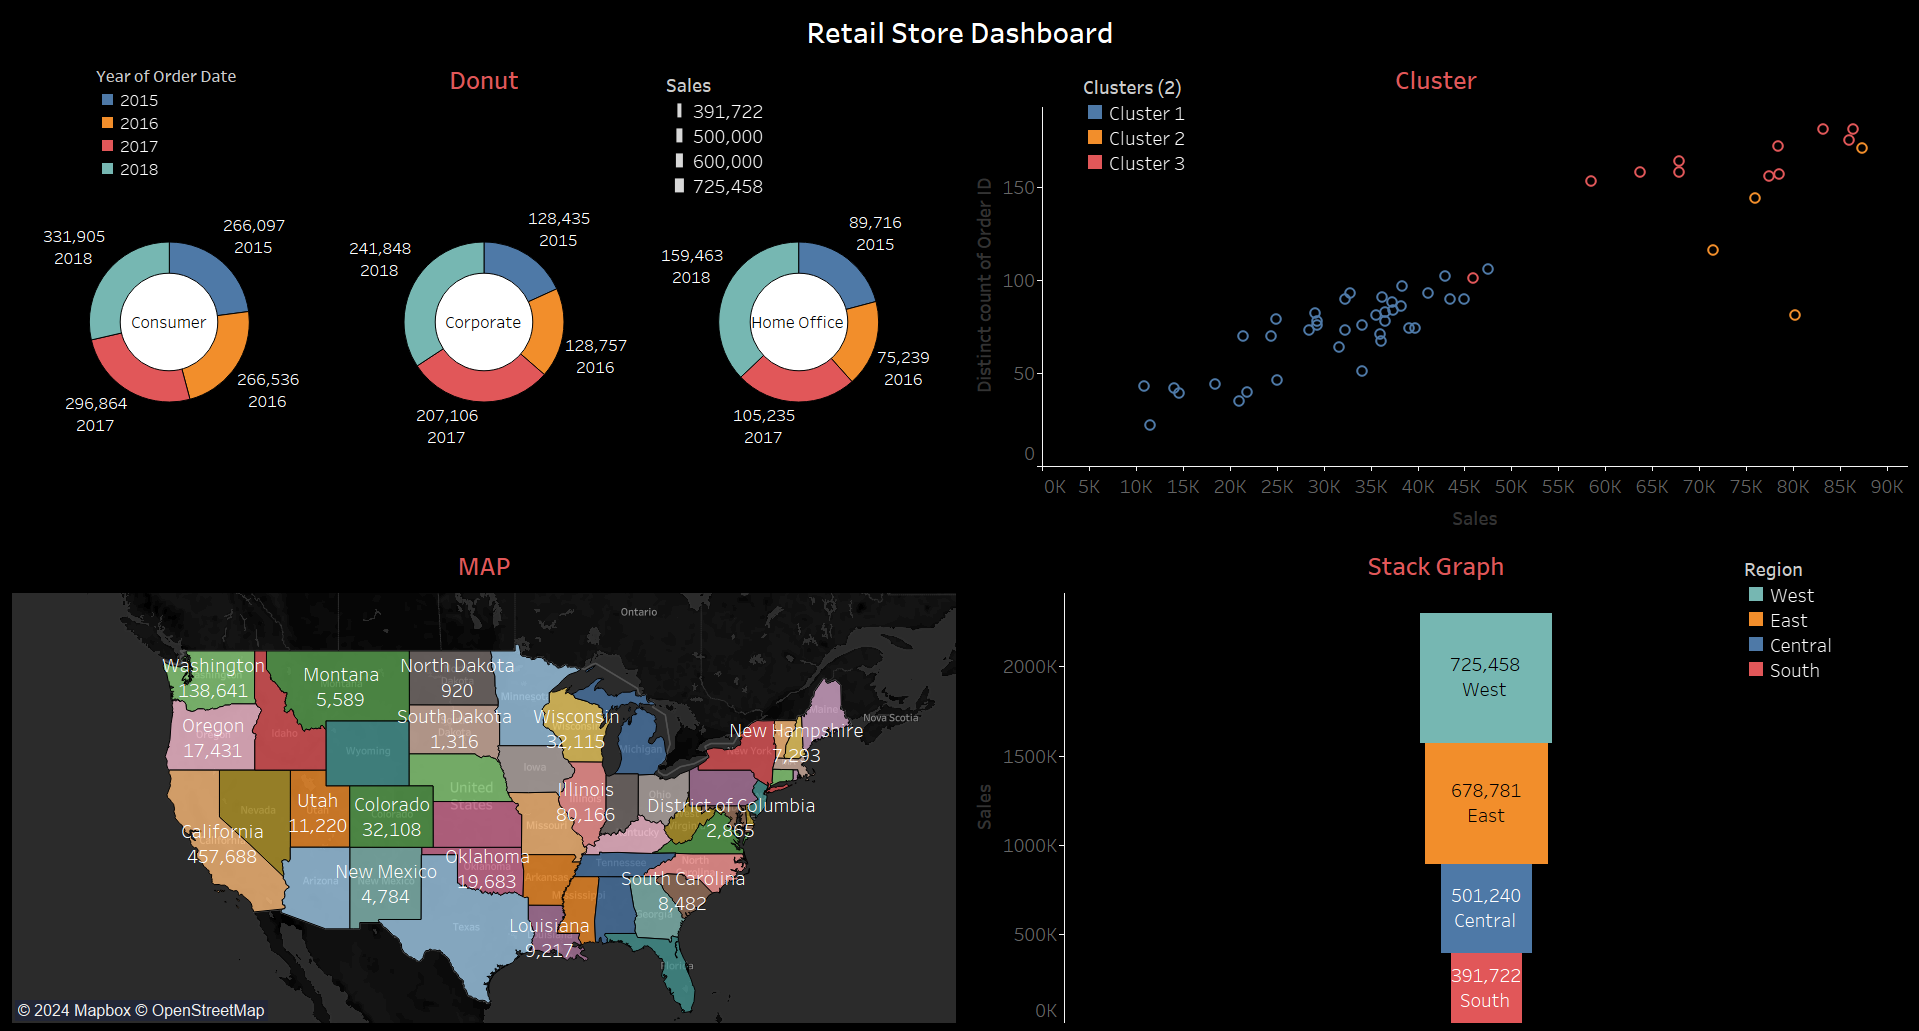 Retail Store Dashboard
Year of Order Date
2015
2016
2017
2018
Donut
Sales
391,722
500,000
600,000
725,458
331,905
2018
266,097
2015
Consumer
296,864
2017
266,536
2016
241,848
2018
128,435
2015
Corporate
128,757
2016
207,106
2017
159,463
2018
89,716
2015
Home Office
75,239
2016
105,235
2017
Cluster
Clusters (2)
Cluster 1
Cluster 2
Cluster 3
Distinct count of Order ID
150
100
50
0
0K 5K 10K 15K 20K 25K 30K 35K 40K 45K 50K 55K 60K 65K 70K 75K 80K 85K 90K
Sales
MAP
Ontario
Nova Scotia
Washington
138,641
Montana
5,589
North Dakota
920
Minnesot
Oregon
17,431
Idaho
Wyoming
South Dakota
1,316
Wisconsin
32,115
Michigan
New York
New Hampshire
7,293
Maine
Iowa
United
States
Nevada
Utah
11,220
Colorado
32,108
Illinois
80,166
Ohio
District of Columbia
2,865
California
457,688
Missouri
Kentucky
West
Virginia
Arizona
New Mexico
4,784
Oklahoma
19,683
Arkansas
Tennessee
North
South Carolina
8,482
Mississippi
Georgia
Texas
Louisiana
9,217
Florida
© 2024 Mapbox © OpenStreetMap
Stack Graph
Region
West
East
Central
South
Sales
2000K
1500K
1000K
500K
0K
725,458
West
678,781
East
501,240
Central
391,722
South